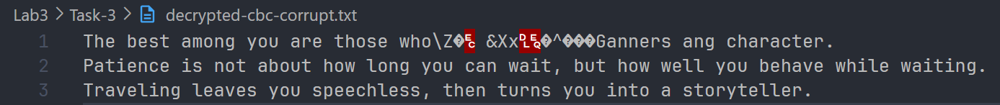 Lab3 > Task-3 > decrypted-cbc-corrupt.txt
1 The best among you are those who\Z� &Xx�^���Ganners ang character.
2 Patience is not about how long you can wait, but how well you behave while waiting.
3 Traveling leaves you speechless, then turns you into a storyteller.